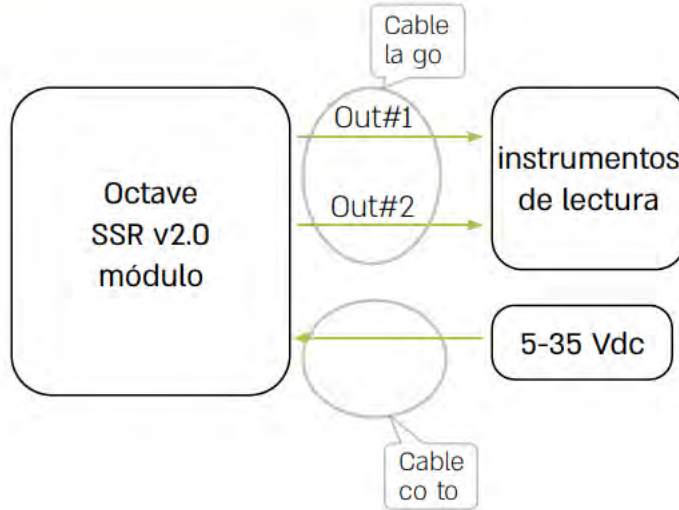 Cable
la go
Out#1
Out#2
Octave
SSR v2.0
módulo
instrumentos
de lectura
5-35 Vdc
Cable
co to